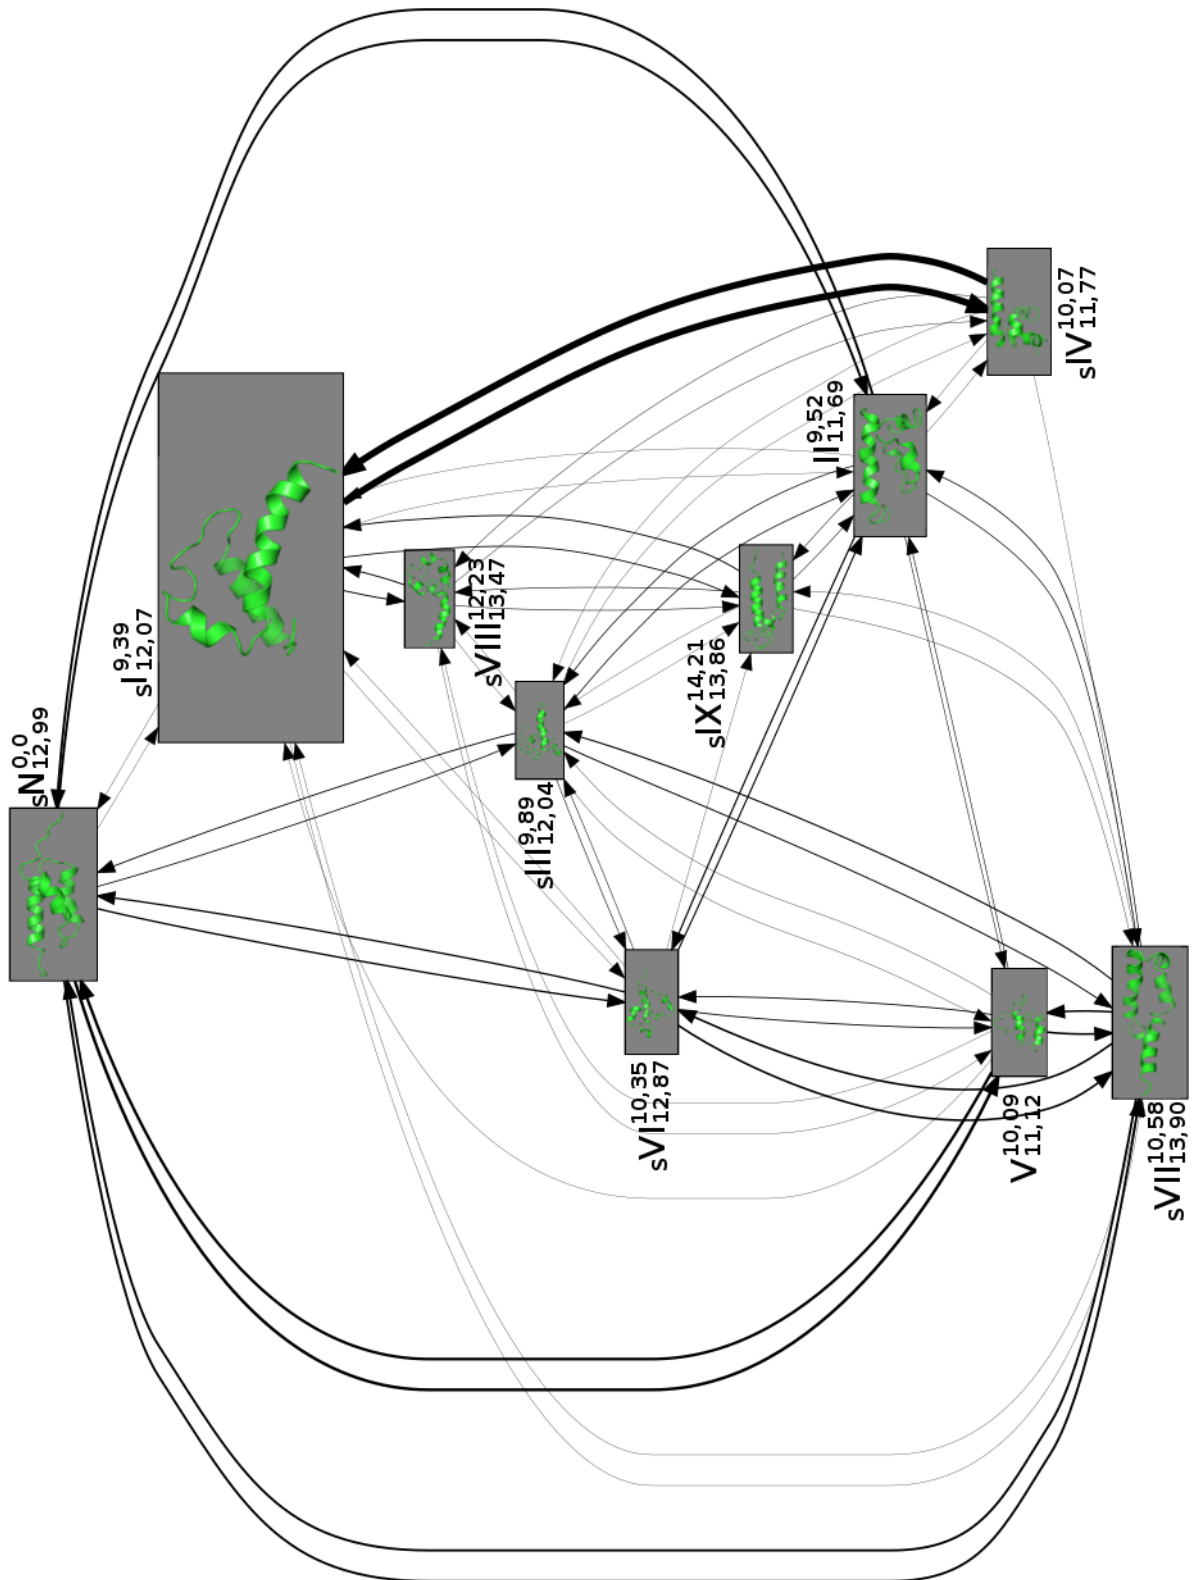 sN 0,0 12,99
sI 9,39 12,07
sVIII 12,23 13,47
II 9,52 11,69
sIV 10,07 11,77
sIX 14,21 13,86
sIII 9,89 12,04
sVI 10,35 12,87
V 10,09 11,12
sVII 10,58 13,90